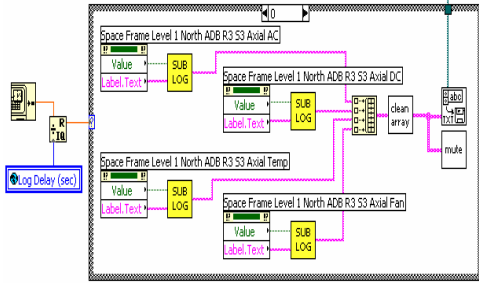 0
Space Frame Level 1 North ADB R3 S3 Axial AC
Value
Label.Text
SUB
LOG
Space Frame Level 1 North ADB R3 S3 Axial DC
Value
Label.Text
SUB
LOG
R
IQ
Log Delay (sec)
?
clean
array
abc
TXT
mute
Space Frame Level 1 North ADB R3 S3 Axial Temp
Value
Label.Text
SUB
LOG
Space Frame Level 1 North ADB R3 S3 Axial Fan
Value
Label.Text
SUB
LOG